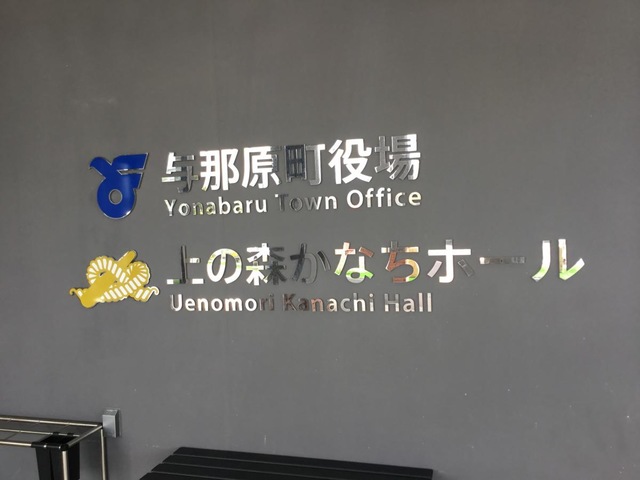 与那原町役場
Yonabaru Town Office
上の森かなちホール
Uenomori Kanachi Hall